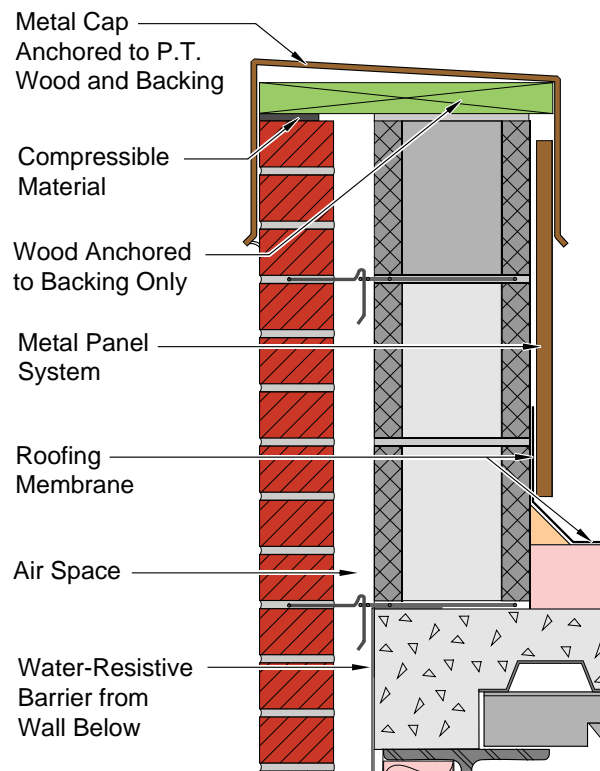 Metal Cap
Anchored to P.T.
Wood and Backing
Compressible
Material
Wood Anchored
to Backing Only
Metal Panel
System
Roofing
Membrane
Air Space
Water-Resistive
Barrier from
Wall Below